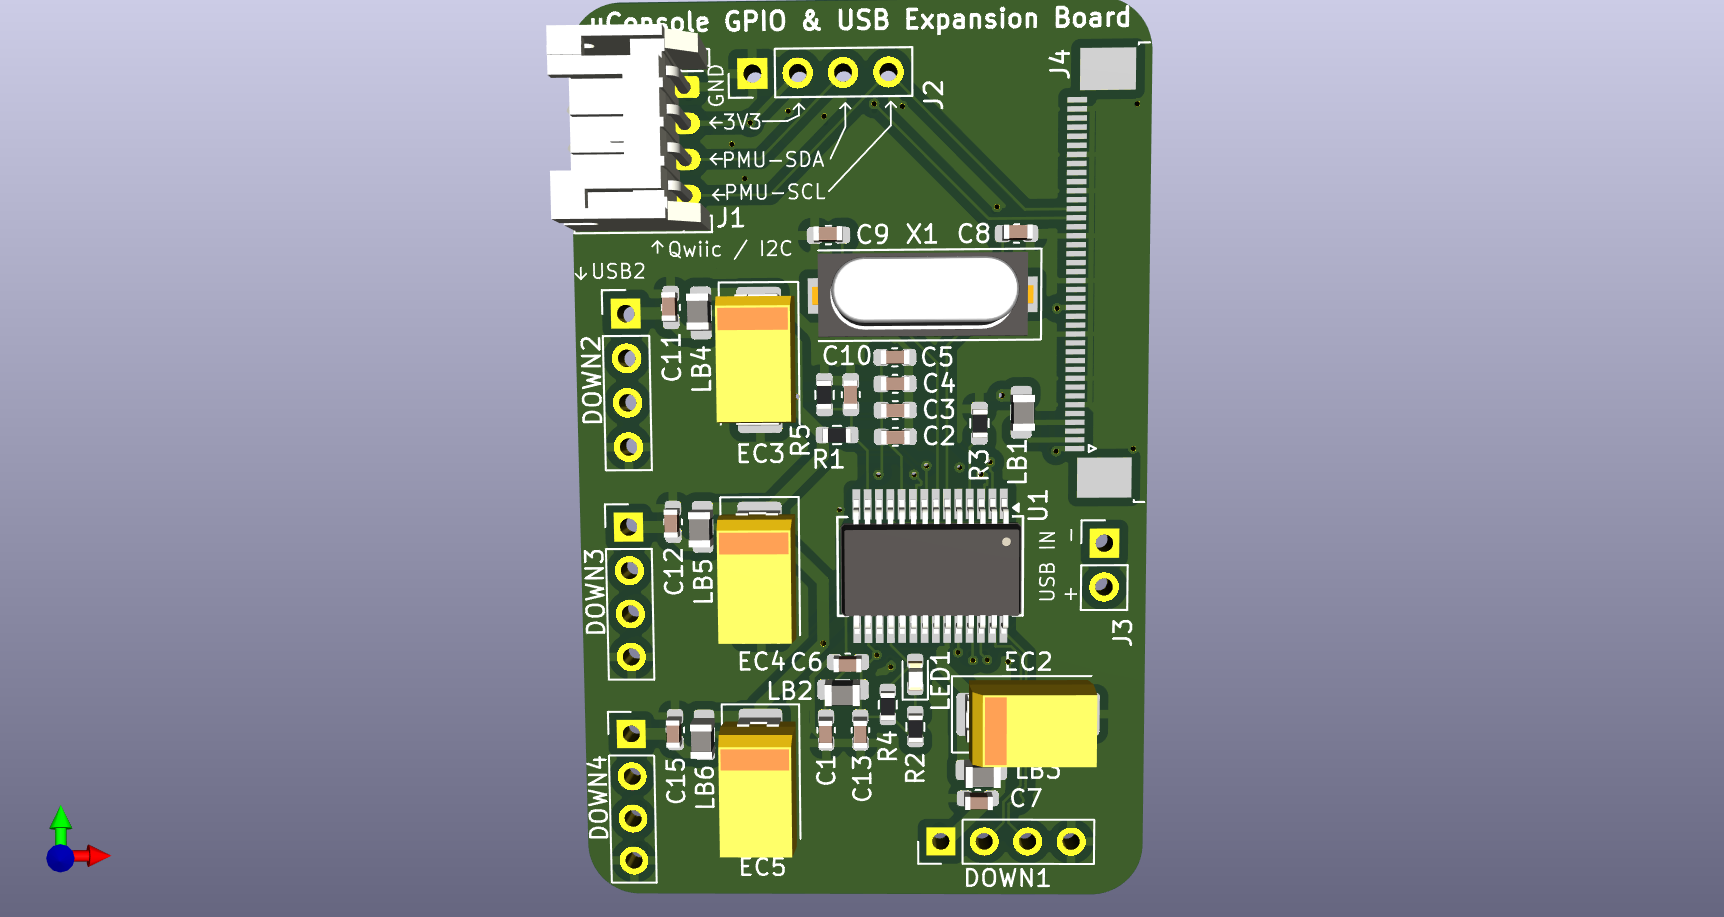 uConsole GPIO & USB Expansion Board
J4
GND
J2
←3V3
←PMU-SDA
←PMU-SCL
J1
C9 X1 C8
↑Qwiic / I2C
↓USB2
C11
LB4
DOWN2
C10 C5
C4
C3
C2
EC3
R5
R1
R3
LB1
U1
USB IN
-
+
J3
C12
LB5
DOWN3
EC4
C6
LB2
LED1
EC2
C15
LB6
DOWN4
C1
C13
R4
R2
LB3
C7
EC5
DOWN1